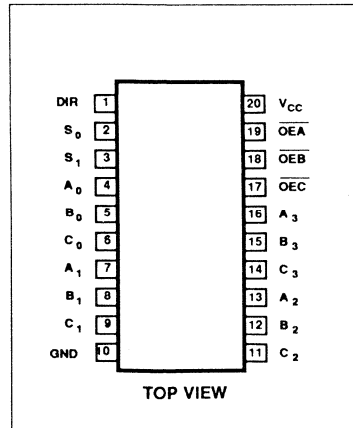 DIR 1 20 VCC
S0 2 19 OEA
S1 3 18 OEB
A0 4 17 OEC
B0 5 16 A3
C0 6 15 B3
A1 7 14 C3
B1 8 13 A2
C1 9 12 B2
GND 10 11 C2
TOP VIEW